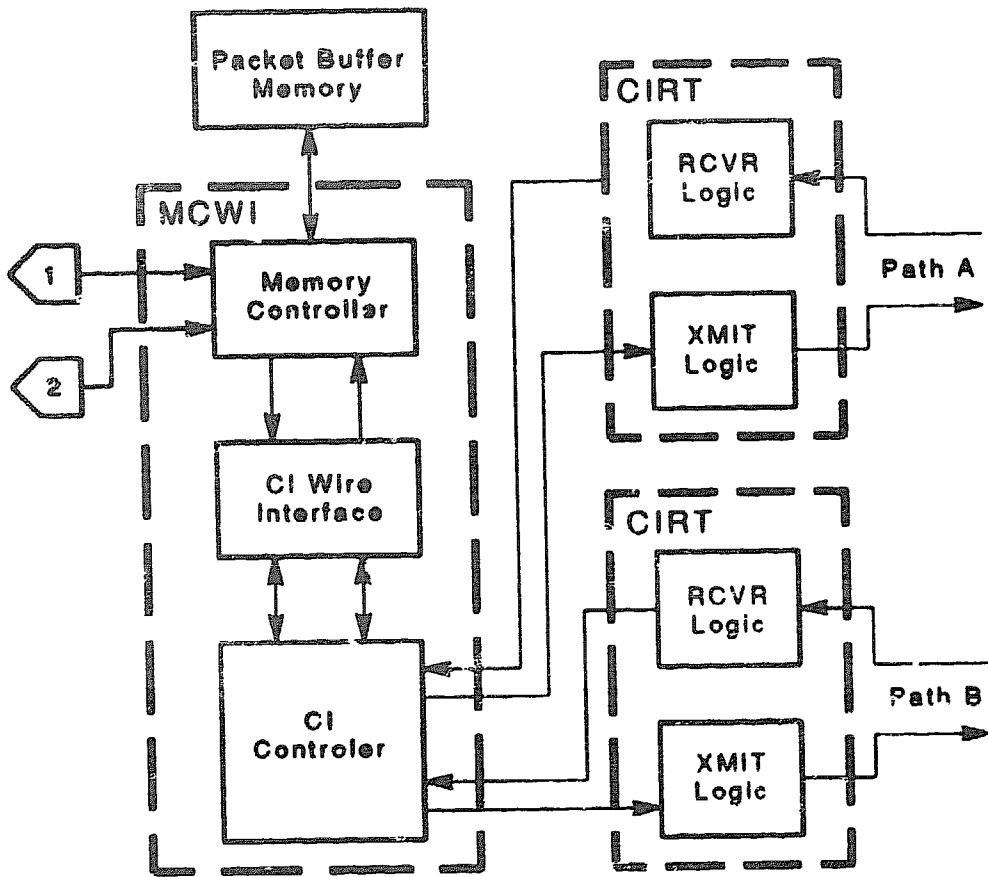 Packet Buffer
Memory
MCWI
1
2
Memory
Controllar
CI Wire
Interface
CI
Controler
CIRT
RCVR
Logic
XMIT
Logic
Path A
CIRT
RCVR
Logic
XMIT
Logic
Path B